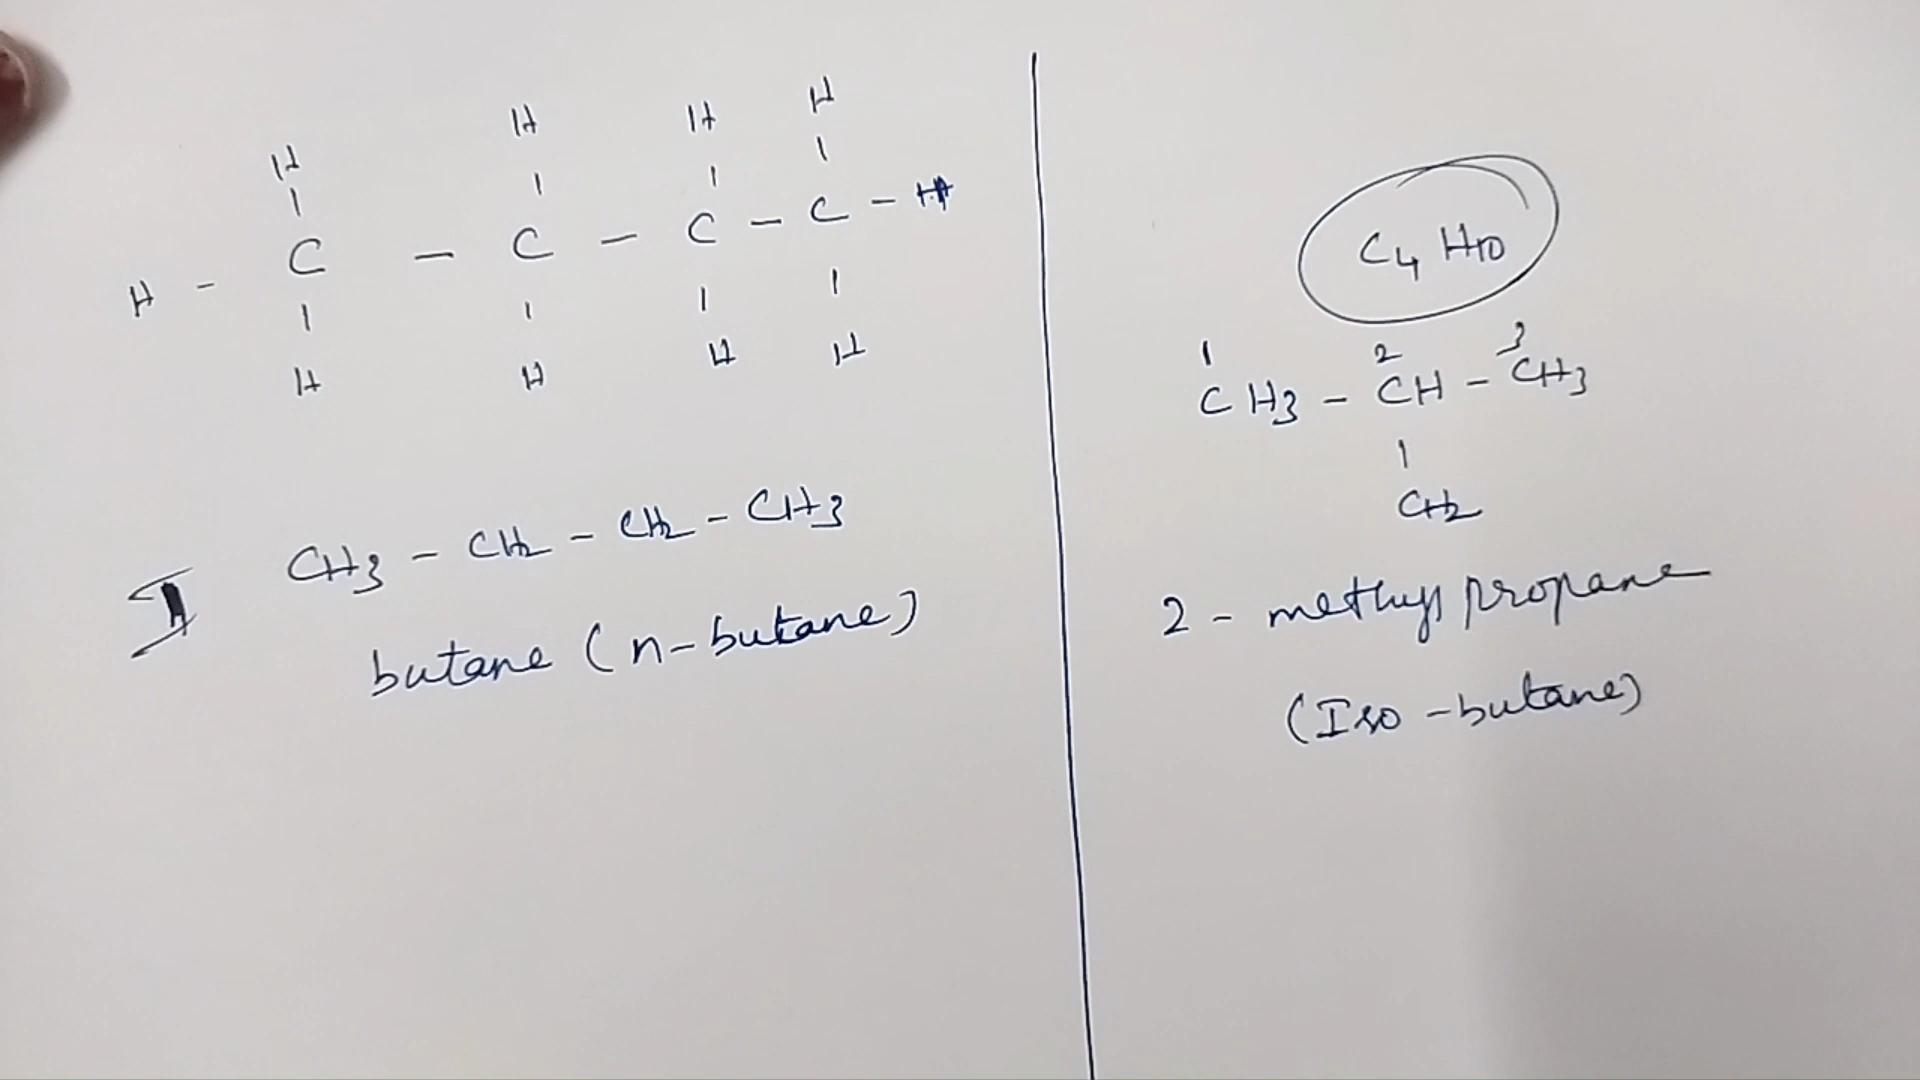 H H H H
| | | |
H - C - C - C - C - H
| | | |
H H H H
I CH3 - CH2 - CH2 - CH3
butane (n-butane)
C4 H10
1 2 3
CH3 - CH - CH3
|
CH2
2 - methyl propane
(Iso - butane)